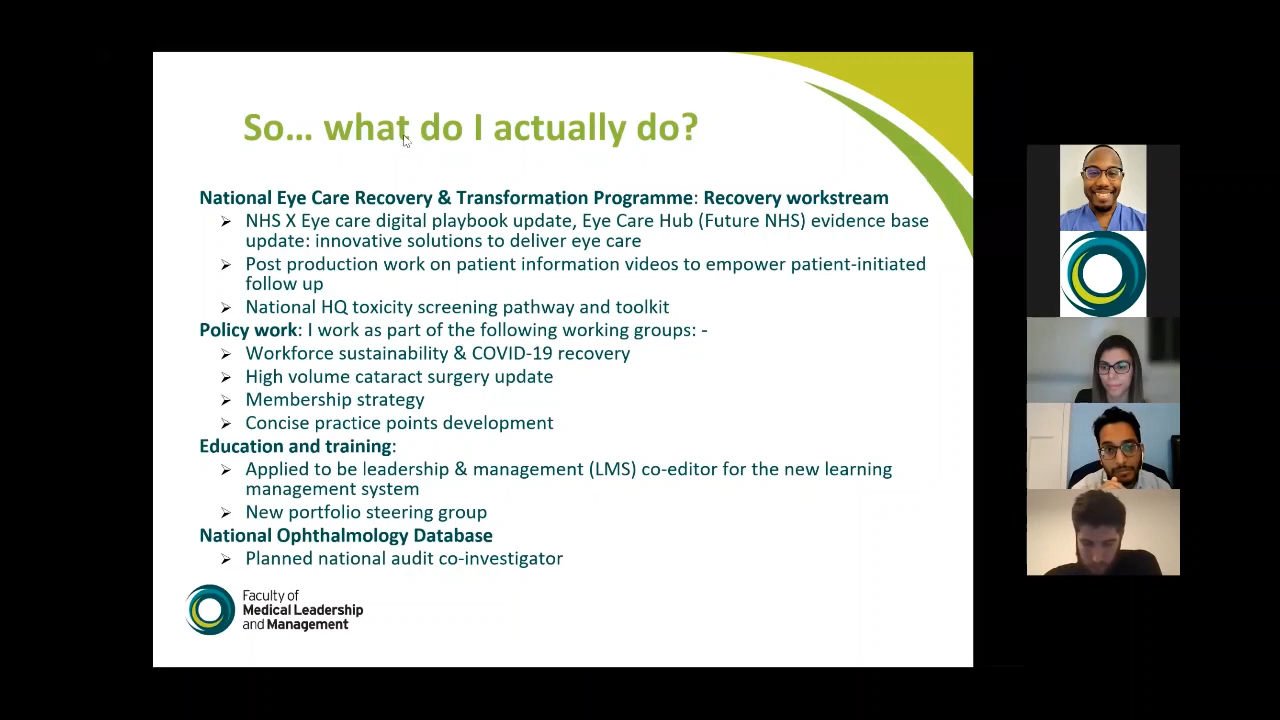 So... what do I actually do?
National Eye Care Recovery & Transformation Programme: Recovery workstream
NHS X Eye care digital playbook update, Eye Care Hub (Future NHS) evidence base
update: innovative solutions to deliver eye care
Post production work on patient information videos to empower patient-initiated
follow up
National HQ toxicity screening pathway and toolkit
Policy work: I work as part of the following working groups: -
Workforce sustainability & COVID-19 recovery
High volume cataract surgery update
Membership strategy
Concise practice points development
Education and training:
Applied to be leadership & management (LMS) co-editor for the new learning
management system
New portfolio steering group
National Ophthalmology Database
Planned national audit co-investigator
Faculty of
Medical Leadership
and Management